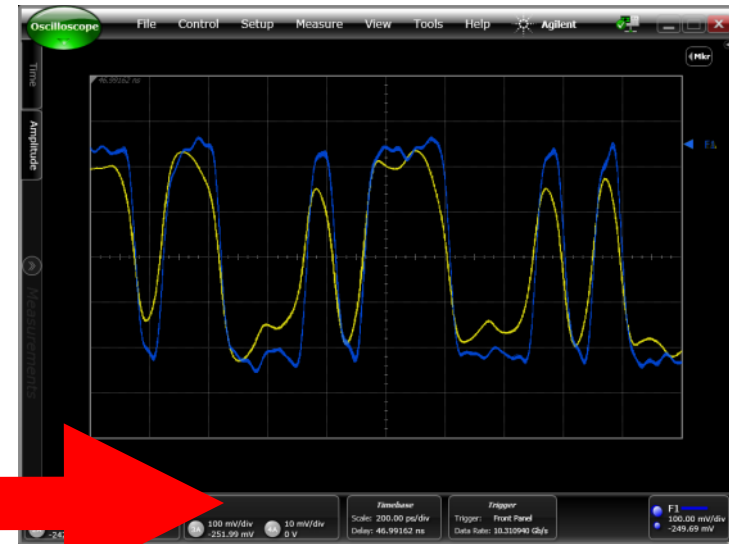 Oscilloscope File Control Setup Measure View Tools Help Agilent
Mkr
Time
46.99162 ns
Amplitude
Measurements
Timebase
Scale: 200.00 ps/div
Delay: 46.99162 ns
Trigger
Trigger: Front Panel
Data Rate: 10.310940 Gb/s
3A 100 mV/div
-251.99 mV
4A 10 mV/div
0 V
F1
100.00 mV/div
-249.69 mV